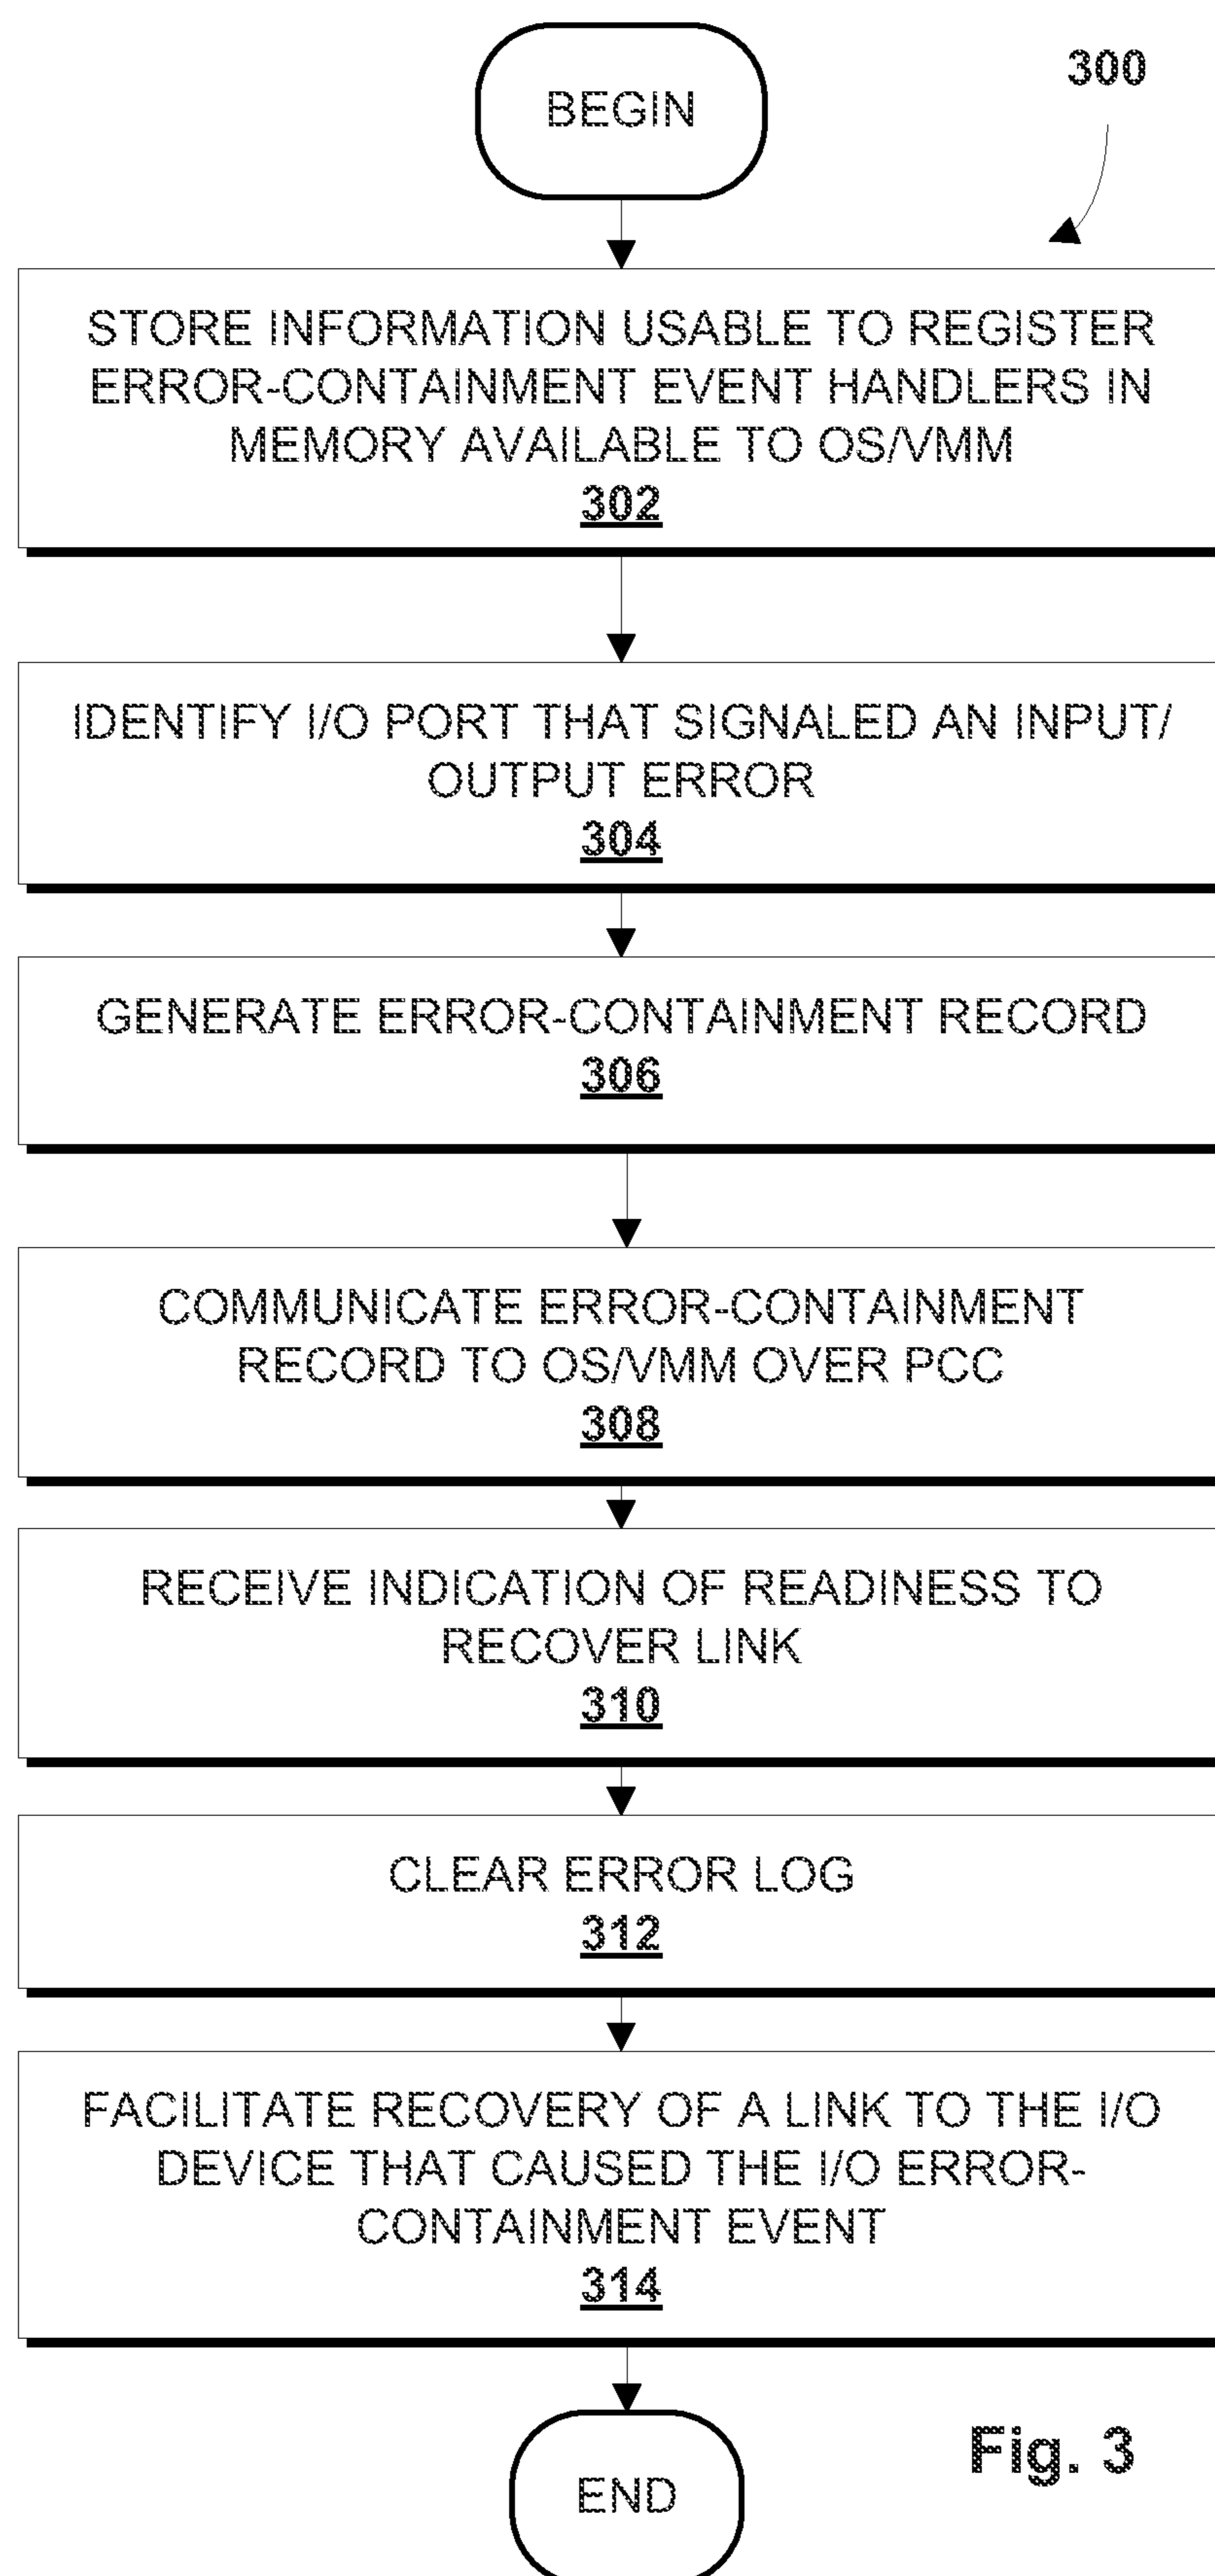 BEGIN
300
STORE INFORMATION USABLE TO REGISTER
ERROR-CONTAINMENT EVENT HANDLERS IN
MEMORY AVAILABLE TO OS/VMM
302
IDENTIFY I/O PORT THAT SIGNALED AN INPUT/
OUTPUT ERROR
304
GENERATE ERROR-CONTAINMENT RECORD
306
COMMUNICATE ERROR-CONTAINMENT
RECORD TO OS/VMM OVER PCC
308
RECEIVE INDICATION OF READINESS TO
RECOVER LINK
310
CLEAR ERROR LOG
312
FACILITATE RECOVERY OF A LINK TO THE I/O
DEVICE THAT CAUSED THE I/O ERROR-
CONTAINMENT EVENT
314
END
Fig. 3